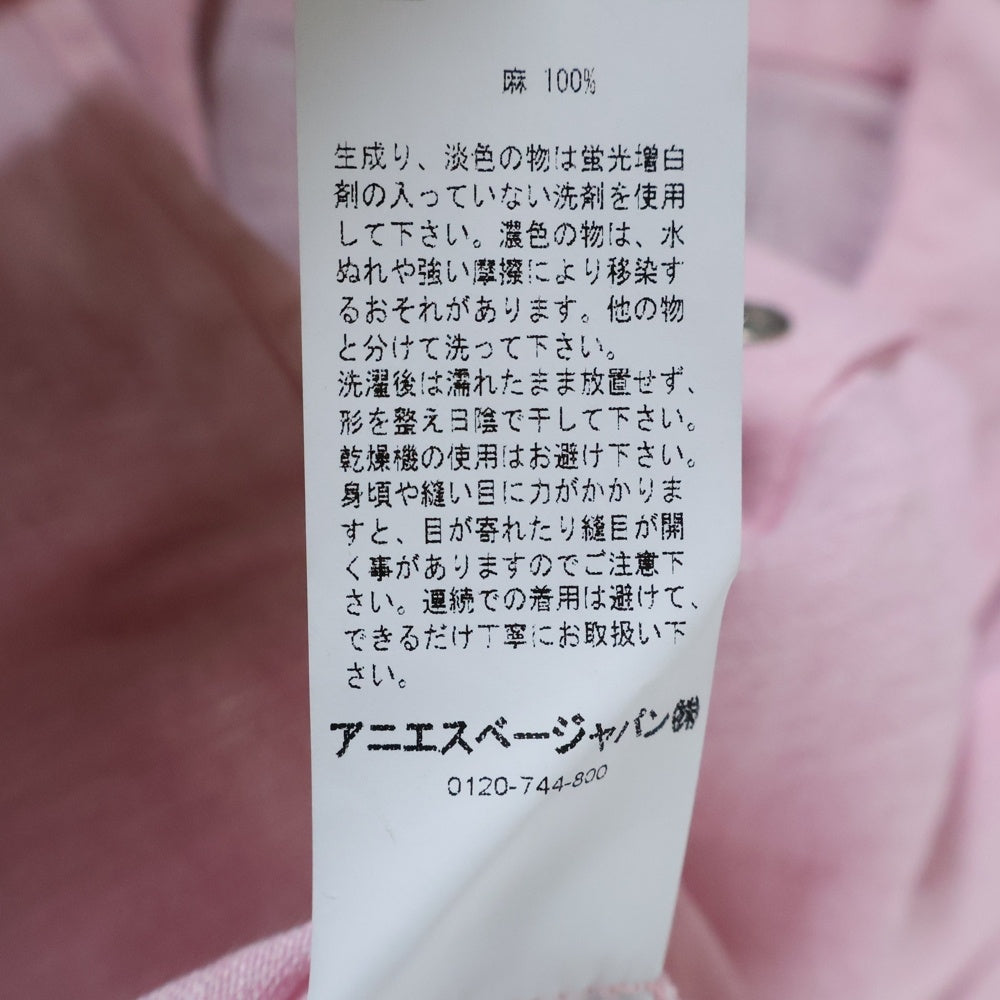 麻 100%
生成り、淡色の物は蛍光増白
剤の入っていない洗剤を使用
して下さい。濃色の物は、水
ぬれや強い摩擦により移染す
るおそれがあります。他の物
と分けて洗って下さい。
洗濯後は濡れたまま放置せず、
形を整え日陰で干して下さい。
乾燥機の使用はお避け下さい。
身頃や縫い目に力がかかりま
すと、目が寄れたり縫目が開
く事がありますのでご注意下
さい。連続での着用は避けて、
できるだけ丁寧にお取扱い下
さい。
アニエスベージャパン㈱
0120-744-800